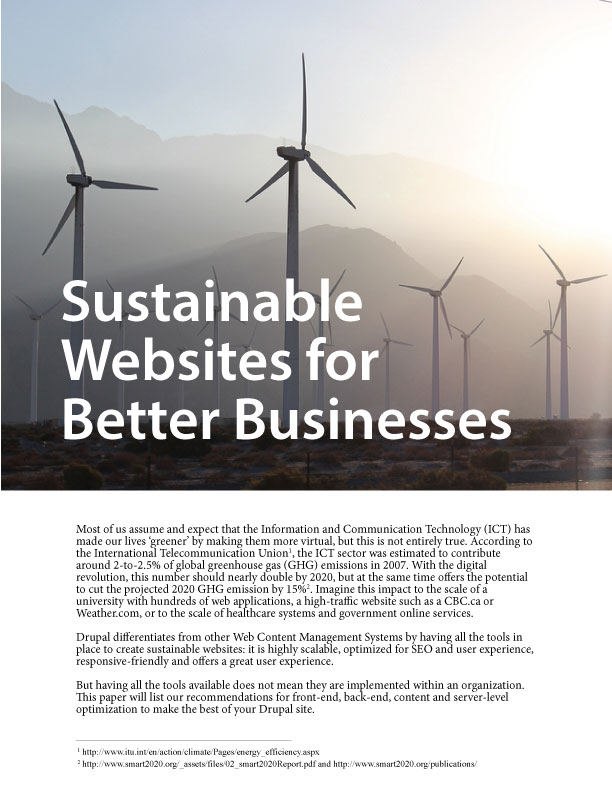 Sustainable
Websites for
Better Businesses
Most of us assume and expect that the Information and Communication Technology (ICT) has
made our lives ‘greener’ by making them more virtual, but this is not entirely true. According to
the International Telecommunication Union¹, the ICT sector was estimated to contribute
around 2-to-2.5% of global greenhouse gas (GHG) emissions in 2007. With the digital
revolution, this number should nearly double by 2020, but at the same time offers the potential
to cut the projected 2020 GHG emission by 15%². Imagine this impact to the scale of a
university with hundreds of web applications, a high-traffic website such as a CBC.ca or
Weather.com, or to the scale of healthcare systems and government online services.
Drupal differentiates from other Web Content Management Systems by having all the tools in
place to create sustainable websites: it is highly scalable, optimized for SEO and user experience,
responsive-friendly and offers a great user experience.
But having all the tools available does not mean they are implemented within an organization.
This paper will list our recommendations for front-end, back-end, content and server-level
optimization to make the best of your Drupal site.
¹ http://www.itu.int/en/action/climate/Pages/energy_efficiency.aspx
² http://www.smart2020.org/_assets/files/02_smart2020Report.pdf and http://www.smart2020.org/publications/